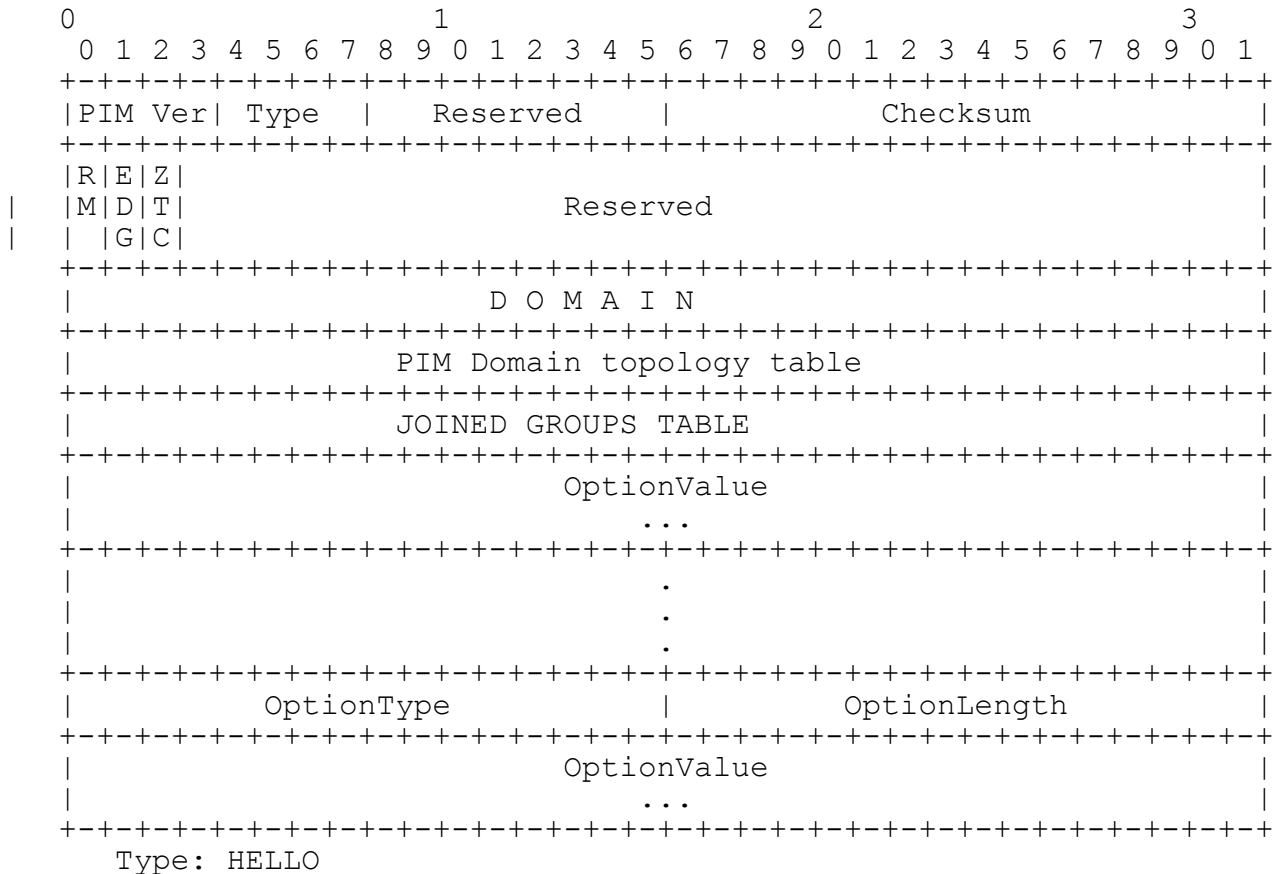 0                   1                   2                   3
 0 1 2 3 4 5 6 7 8 9 0 1 2 3 4 5 6 7 8 9 0 1 2 3 4 5 6 7 8 9 0 1
+-+-+-+-+-+-+-+-+-+-+-+-+-+-+-+-+-+-+-+-+-+-+-+-+-+-+-+-+-+-+-+-+
|PIM Ver| Type  |   Reserved    |           Checksum            |
+-+-+-+-+-+-+-+-+-+-+-+-+-+-+-+-+-+-+-+-+-+-+-+-+-+-+-+-+-+-+-+-+
|R|E|Z|                                                         |
|  |M|D|T|                    Reserved                             |
|  | |G|C|                                                         |
+-+-+-+-+-+-+-+-+-+-+-+-+-+-+-+-+-+-+-+-+-+-+-+-+-+-+-+-+-+-+-+-+
|                      D O M A I N                              |
+-+-+-+-+-+-+-+-+-+-+-+-+-+-+-+-+-+-+-+-+-+-+-+-+-+-+-+-+-+-+-+-+
|                 PIM Domain topology table                     |
+-+-+-+-+-+-+-+-+-+-+-+-+-+-+-+-+-+-+-+-+-+-+-+-+-+-+-+-+-+-+-+-+
|                 JOINED GROUPS TABLE                           |
+-+-+-+-+-+-+-+-+-+-+-+-+-+-+-+-+-+-+-+-+-+-+-+-+-+-+-+-+-+-+-+-+
|                          OptionValue                          |
|                              ...                              |
+-+-+-+-+-+-+-+-+-+-+-+-+-+-+-+-+-+-+-+-+-+-+-+-+-+-+-+-+-+-+-+-+
|                               .                               |
|                               .                               |
|                               .                               |
+-+-+-+-+-+-+-+-+-+-+-+-+-+-+-+-+-+-+-+-+-+-+-+-+-+-+-+-+-+-+-+-+
|          OptionType           |         OptionLength          |
+-+-+-+-+-+-+-+-+-+-+-+-+-+-+-+-+-+-+-+-+-+-+-+-+-+-+-+-+-+-+-+-+
|                          OptionValue                          |
|                              ...                              |
+-+-+-+-+-+-+-+-+-+-+-+-+-+-+-+-+-+-+-+-+-+-+-+-+-+-+-+-+-+-+-+-+
Type: HELLO